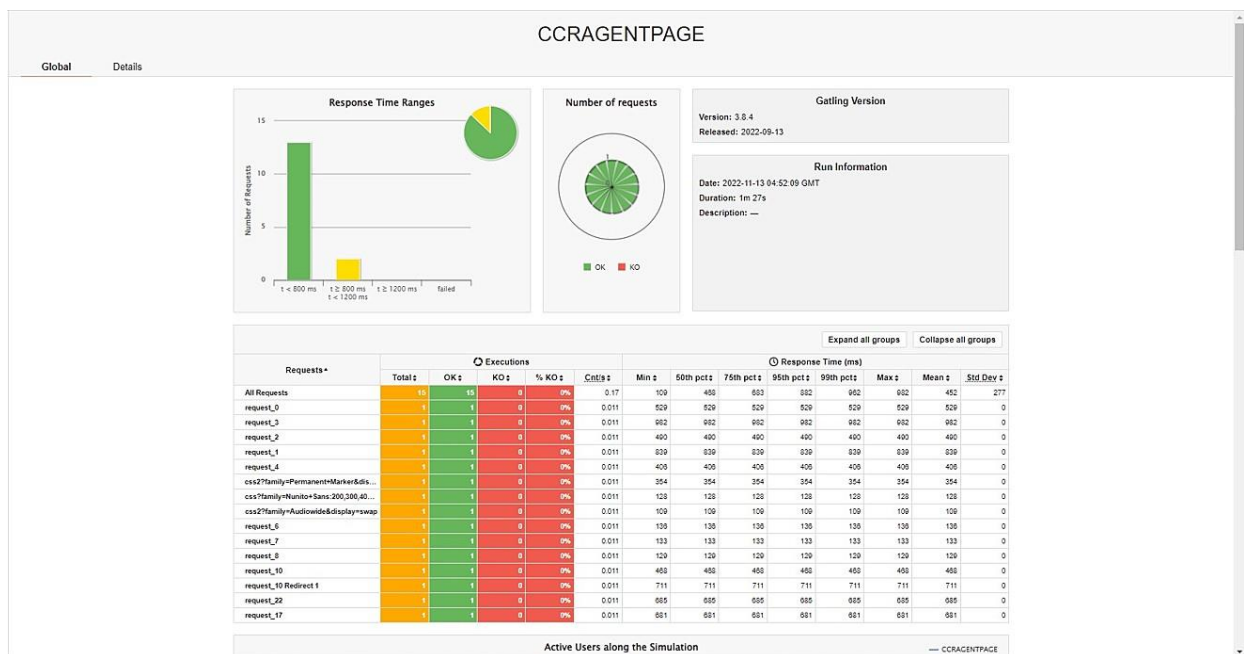 CCRAGENTPAGE
Global Details
Response Time Ranges
Number of Requests
15
10
5
0
t < 800 ms
t ≥ 800 ms
t < 1200 ms
t ≥ 1200 ms
failed
Number of requests
1
OK KO
Gatling Version
Version: 3.8.4
Released: 2022-09-13
Run Information
Date: 2022-11-13 04:52:09 GMT
Duration: 1m 27s
Description: —
Expand all groups Collapse all groups
Requests Executions Response Time (ms)
Total OK KO % KO Cnt/s Min 50th pct 75th pct 95th pct 99th pct Max Mean Std Dev
All Requests 15 15 0 0% 0.17 109 468 683 882 962 982 452 277
request_0 1 1 0 0% 0.011 529 529 529 529 529 529 529 0
request_3 1 1 0 0% 0.011 982 982 982 982 982 982 982 0
request_2 1 1 0 0% 0.011 490 490 490 490 490 490 490 0
request_1 1 1 0 0% 0.011 839 839 839 839 839 839 839 0
request_4 1 1 0 0% 0.011 406 406 406 406 406 406 406 0
css2?family=Permanent+Marker&dis... 1 1 0 0% 0.011 354 354 354 354 354 354 354 0
css?family=Nunito+Sans:200,300,40... 1 1 0 0% 0.011 128 128 128 128 128 128 128 0
css2?family=Audiowide&display=swap 1 1 0 0% 0.011 109 109 109 109 109 109 109 0
request_6 1 1 0 0% 0.011 136 136 136 136 136 136 136 0
request_7 1 1 0 0% 0.011 133 133 133 133 133 133 133 0
request_8 1 1 0 0% 0.011 129 129 129 129 129 129 129 0
request_10 1 1 0 0% 0.011 468 468 468 468 468 468 468 0
request_10 Redirect 1 1 1 0 0% 0.011 711 711 711 711 711 711 711 0
request_22 1 1 0 0% 0.011 685 685 685 685 685 685 685 0
request_17 1 1 0 0% 0.011 681 681 681 681 681 681 681 0
Active Users along the Simulation
CCRAGENTPAGE